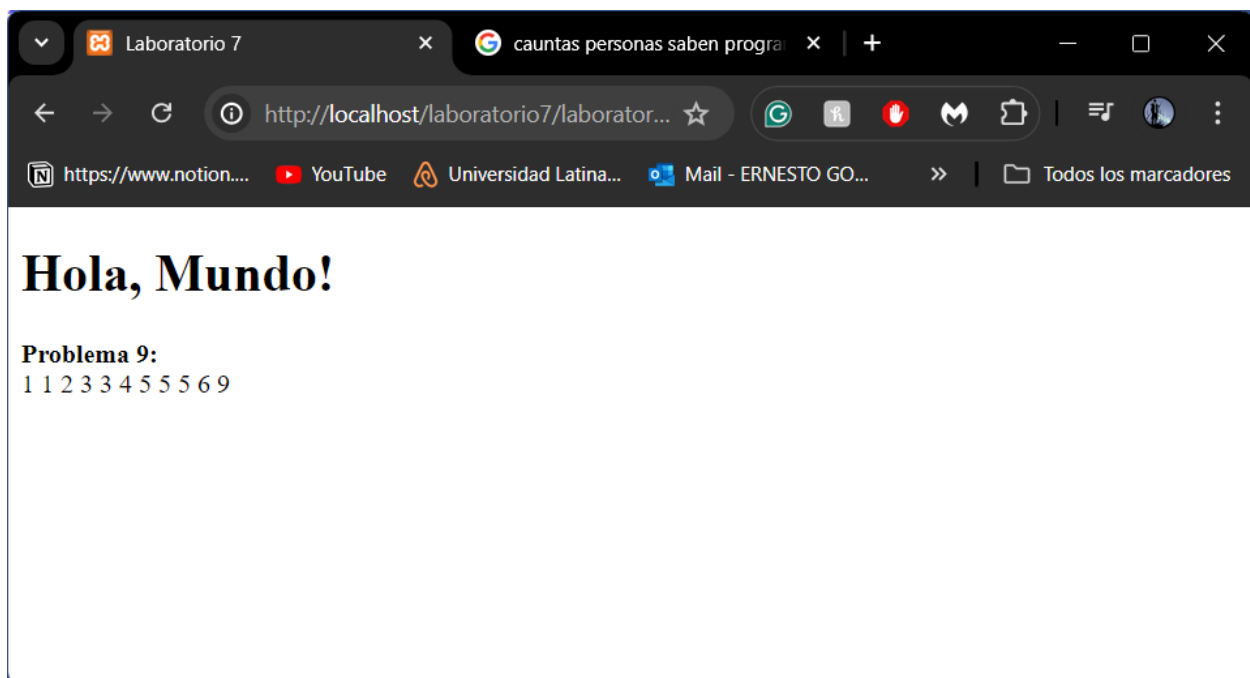 Laboratorio 7
cauntas personas saben progra
http://localhost/laboratorio7/laborator...
https://www.notion....
YouTube
Universidad Latina...
Mail - ERNESTO GO...
Todos los marcadores
Hola, Mundo!
Problema 9:
1 1 2 3 3 4 5 5 5 6 9